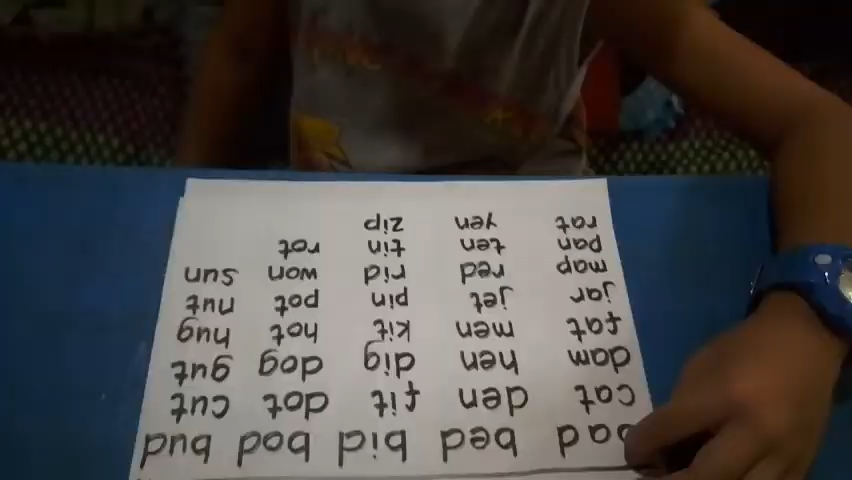 bad bed bid bod bud
cat den fit dot cut
dam hen dig dog gut
fat men kit hot hug
jar jet pin pot nut
map red rid won sun
pan ten tin rot
rat yen zip